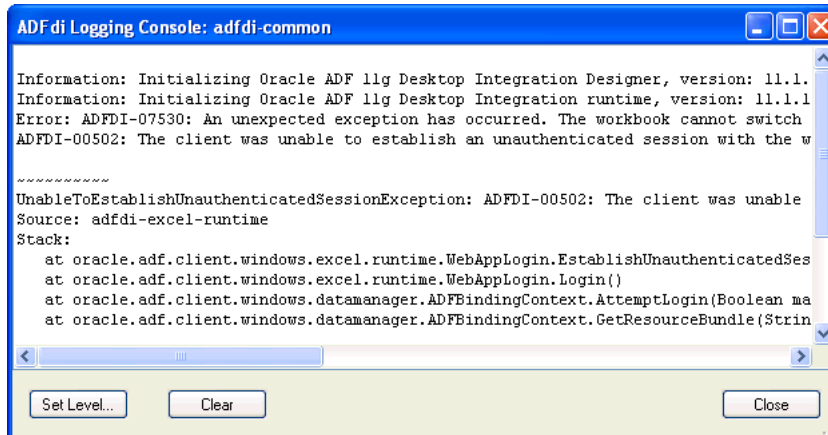 ADFdi Logging Console: adfdi-common
Information: Initializing Oracle ADF 11g Desktop Integration Designer, version: 11.1.
Information: Initializing Oracle ADF 11g Desktop Integration runtime, version: 11.1.1
Error: ADFDI-07530: An unexpected exception has occurred. The workbook cannot switch
ADFDI-00502: The client was unable to establish an unauthenticated session with the w
~~~~~~~~~~
UnableToEstablishUnauthenticatedSessionException: ADFDI-00502: The client was unable
Source: adfdi-excel-runtime
Stack:
at oracle.adf.client.windows.excel.runtime.WebAppLogin.EstablishUnauthenticatedSes
at oracle.adf.client.windows.excel.runtime.WebAppLogin.Login()
at oracle.adf.client.windows.datamanager.ADFBindingContext.AttemptLogin(Boolean ma
at oracle.adf.client.windows.datamanager.ADFBindingContext.GetResourceBundle(Strin
Set Level... Clear Close